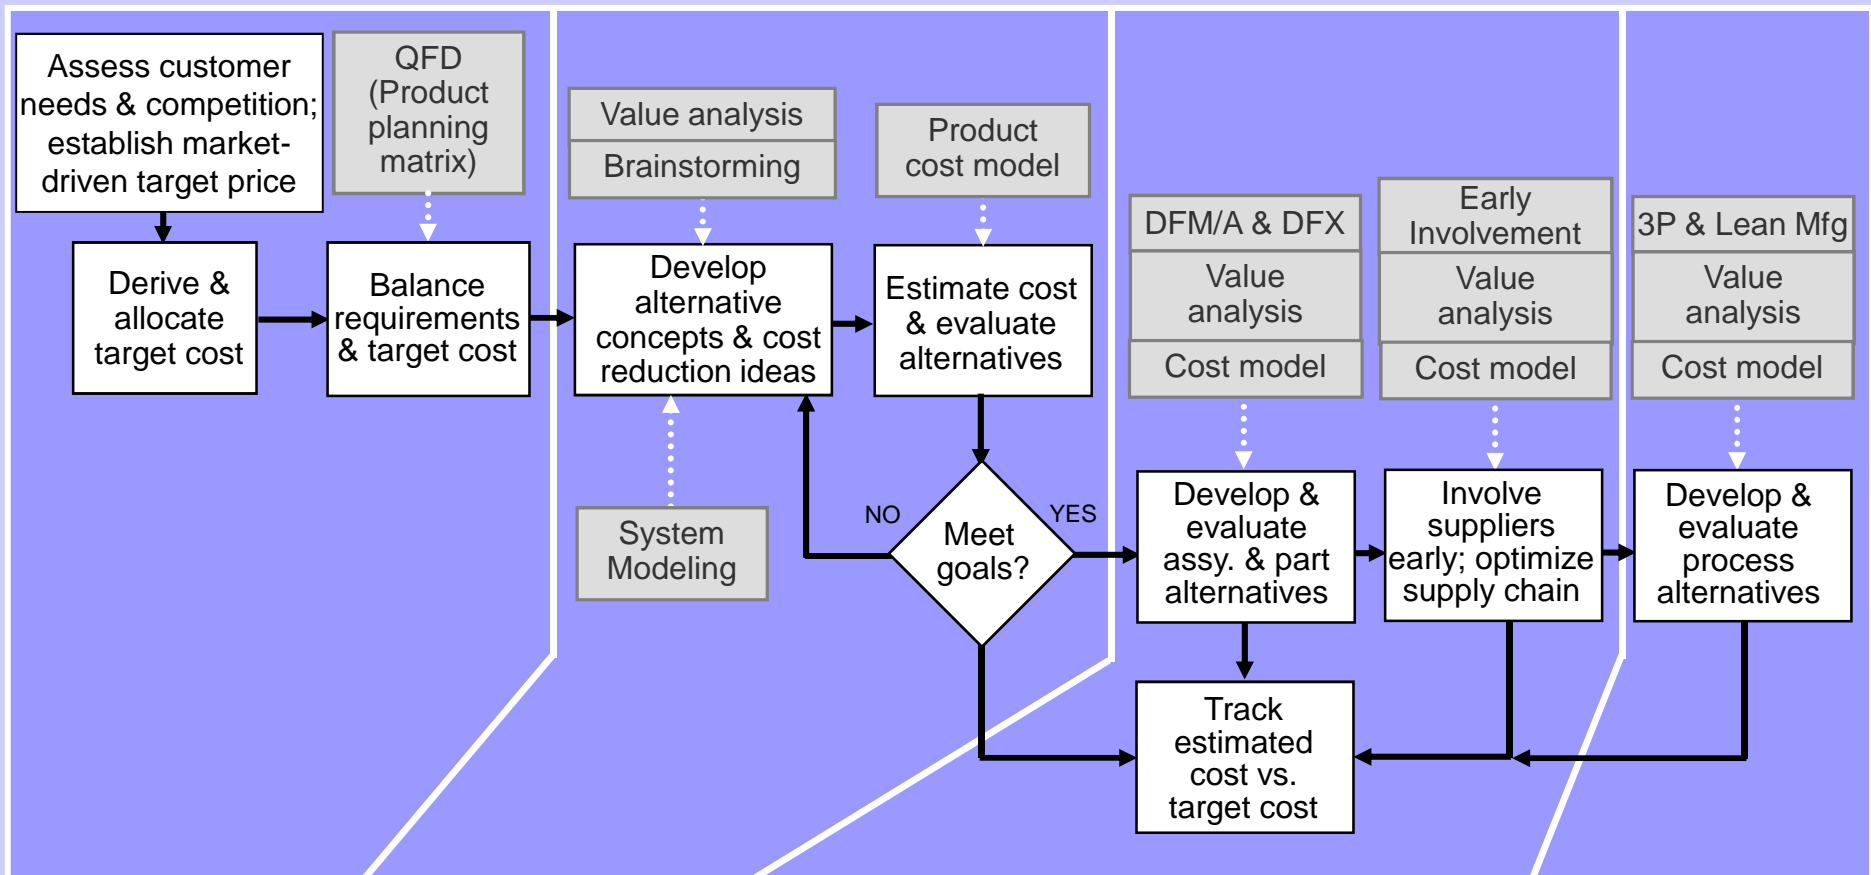 Assess customer
needs & competition;
establish market-
driven target price
QFD
(Product
planning
matrix)
Derive &
allocate
target cost
Balance
requirements
& target cost
Value analysis
Brainstorming
Develop
alternative
concepts & cost
reduction ideas
System
Modeling
Product
cost model
Estimate cost
& evaluate
alternatives
NO
Meet
goals?
YES
DFM/A & DFX
Value
analysis
Cost model
Develop &
evaluate
assy. & part
alternatives
Early
Involvement
Value
analysis
Cost model
Involve
suppliers
early; optimize
supply chain
3P & Lean Mfg
Value
analysis
Cost model
Develop &
evaluate
process
alternatives
Track
estimated
cost vs.
target cost